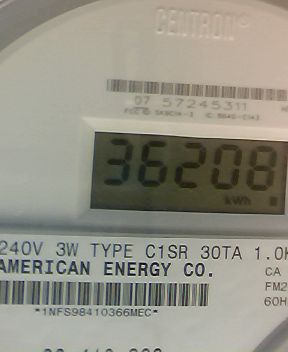 CENTRON®
07 57245311
36208
kWh
240V 3W TYPE C1SR 30TA 1.0K
AMERICAN ENERGY CO.
CA
FM2
60H
*1NFS98410366MEC*